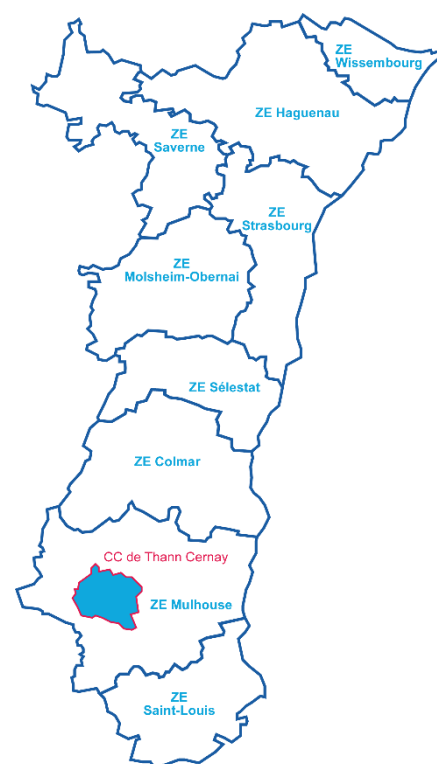 ZE
Wissembourg
ZE Haguenau
ZE
Saverne
ZE
Strasbourg
ZE
Molsheim-Obernai
ZE Sélestat
ZE Colmar
CC de Thann Cernay
ZE Mulhouse
ZE
Saint-Louis